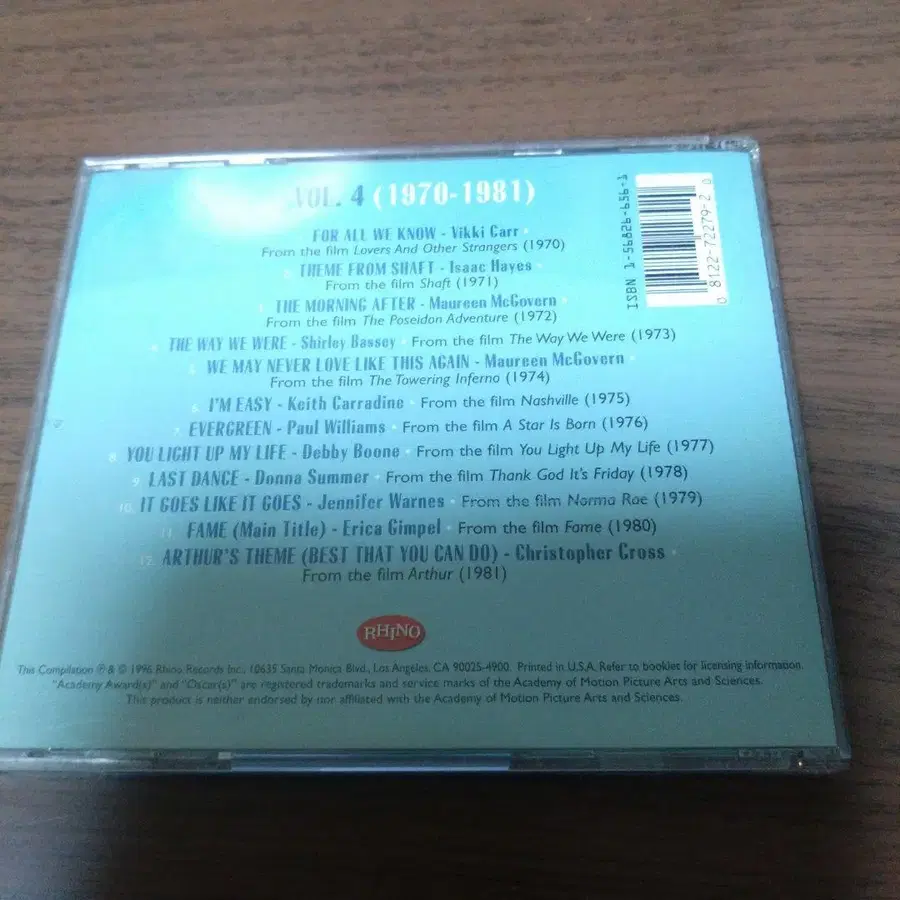 VOL. 4 (1970-1981)
FOR ALL WE KNOW - Vikki Carr •
From the film Lovers And Other Strangers (1970)
2. THEME FROM SHAFT - Isaac Hayes •
From the film Shaft (1971)
3. THE MORNING AFTER - Maureen McGovern •
From the film The Poseidon Adventure (1972)
4. THE WAY WE WERE - Shirley Bassey • From the film The Way We Were (1973)
5. WE MAY NEVER LOVE LIKE THIS AGAIN - Maureen McGovern •
From the film The Towering Inferno (1974)
6. I'M EASY - Keith Carradine • From the film Nashville (1975)
7. EVERGREEN - Paul Williams • From the film A Star Is Born (1976)
8. YOU LIGHT UP MY LIFE - Debby Boone • From the film You Light Up My Life (1977)
9. LAST DANCE - Donna Summer • From the film Thank God It's Friday (1978)
10. IT GOES LIKE IT GOES - Jennifer Warnes • From the film Norma Rae (1979)
11. FAME (Main Title) - Erica Gimpel • From the film Fame (1980)
12. ARTHUR'S THEME (BEST THAT YOU CAN DO) - Christopher Cross •
From the film Arthur (1981)
ISBN 1-56826-656-1
0 8122-72279-2 0
RHINO
This Compilation ℗ & © 1996 Rhino Records Inc., 10635 Santa Monica Blvd., Los Angeles, CA 90025-4900. Printed in U.S.A. Refer to booklet for licensing information.
"Academy Award(s)" and "Oscar(s)" are registered trademarks and service marks of the Academy of Motion Picture Arts and Sciences.
This product is neither endorsed by nor affiliated with the Academy of Motion Picture Arts and Sciences.